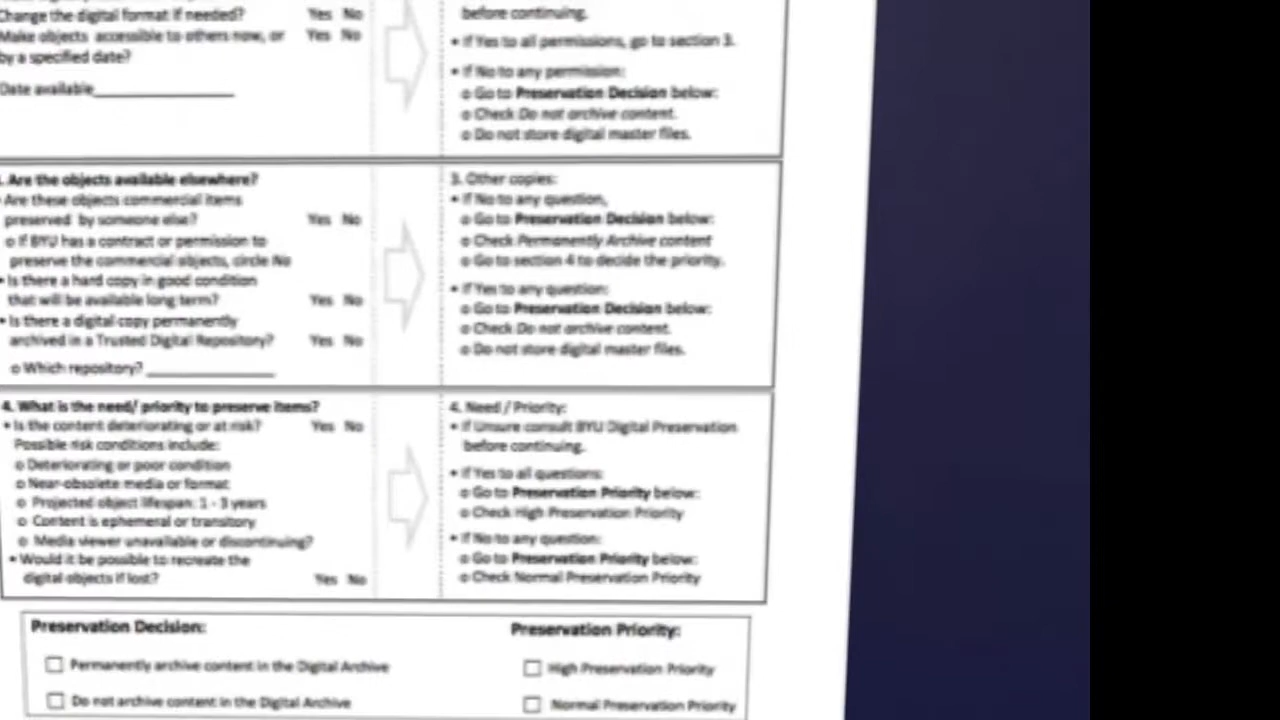 Change the digital format if needed? Yes No
Make objects accessible to others now, or Yes No
by a specified date?
Date available
before continuing.
• If Yes to all permissions, go to section 3.
• If No to any permission:
o Go to Preservation Decision below:
o Check Do not archive content.
o Do not store digital master files.
. Are the objects available elsewhere?
• Are these objects commercial items
preserved by someone else? Yes No
o If BYU has a contract or permission to
preserve the commercial objects, circle No
• Is there a hard copy in good condition
that will be available long term? Yes No
• Is there a digital copy permanently
archived in a Trusted Digital Repository? Yes No
o Which repository?
3. Other copies:
• If No to any question,
o Go to Preservation Decision below:
o Check Permanently Archive content
o Go to section 4 to decide the priority.
• If Yes to any question:
o Go to Preservation Decision below:
o Check Do not archive content.
o Do not store digital master files.
4. What is the need/ priority to preserve items?
• Is the content deteriorating or at risk? Yes No
Possible risk conditions include:
o Deteriorating or poor condition
o Near-obsolete media or format
o Projected object lifespan: 1 - 3 years
o Content is ephemeral or transitory
o Media viewer unavailable or discontinuing?
• Would it be possible to recreate the
digital objects if lost? Yes No
4. Need / Priority:
• If Unsure consult BYU Digital Preservation
before continuing.
• If Yes to all questions:
o Go to Preservation Priority below:
o Check High Preservation Priority
• If No to any question:
o Go to Preservation Priority below:
o Check Normal Preservation Priority
Preservation Decision:
Permanently archive content in the Digital Archive
Do not archive content in the Digital Archive
Preservation Priority:
High Preservation Priority
Normal Preservation Priority